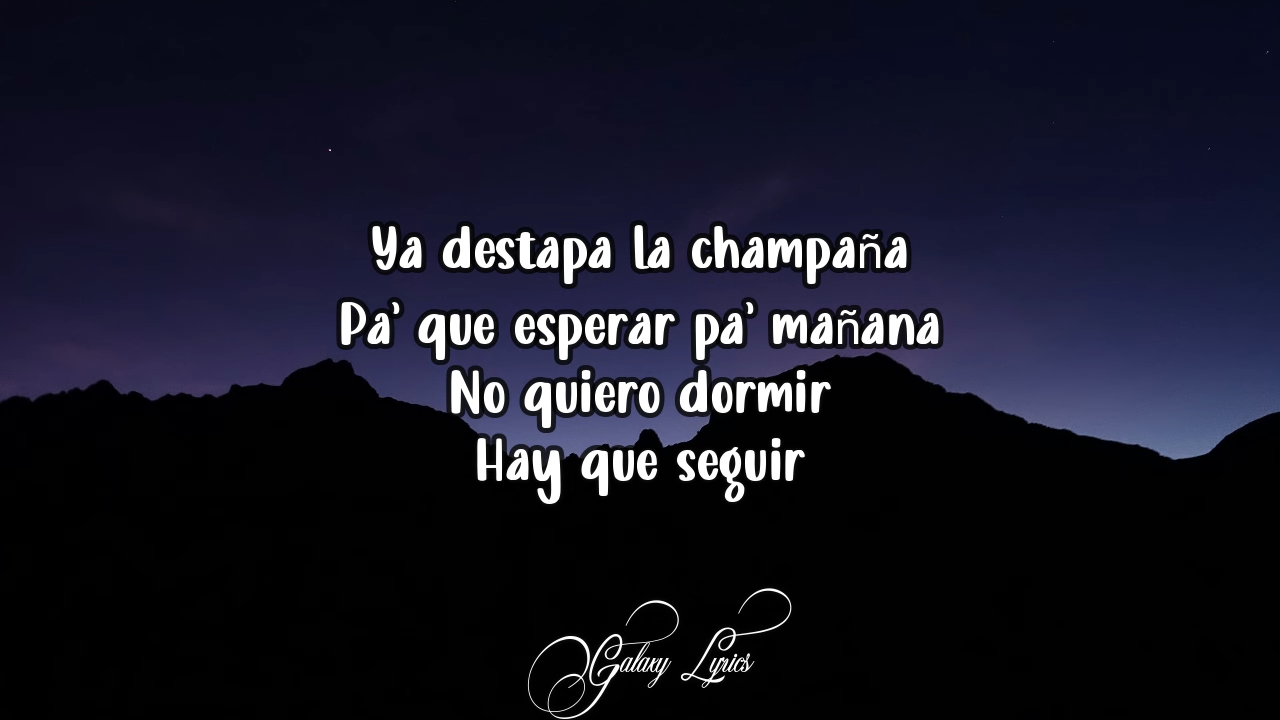 Ya destapa la champaña
Pa' que esperar pa' mañana
No quiero dormir
Hay que seguir
Galaxy Lyrics